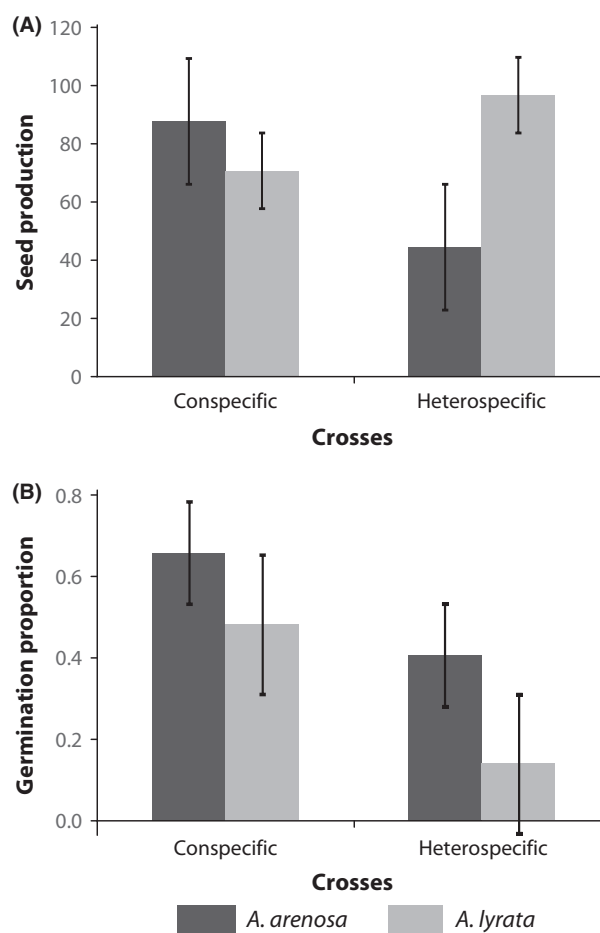 (A)
120
100
80
60
40
20
0
Seed production
Conspecific Heterospecific
Crosses
(B)
0.8
0.6
0.4
0.2
0.0
Germination proportion
Conspecific Heterospecific
Crosses
A. arenosa A. lyrata